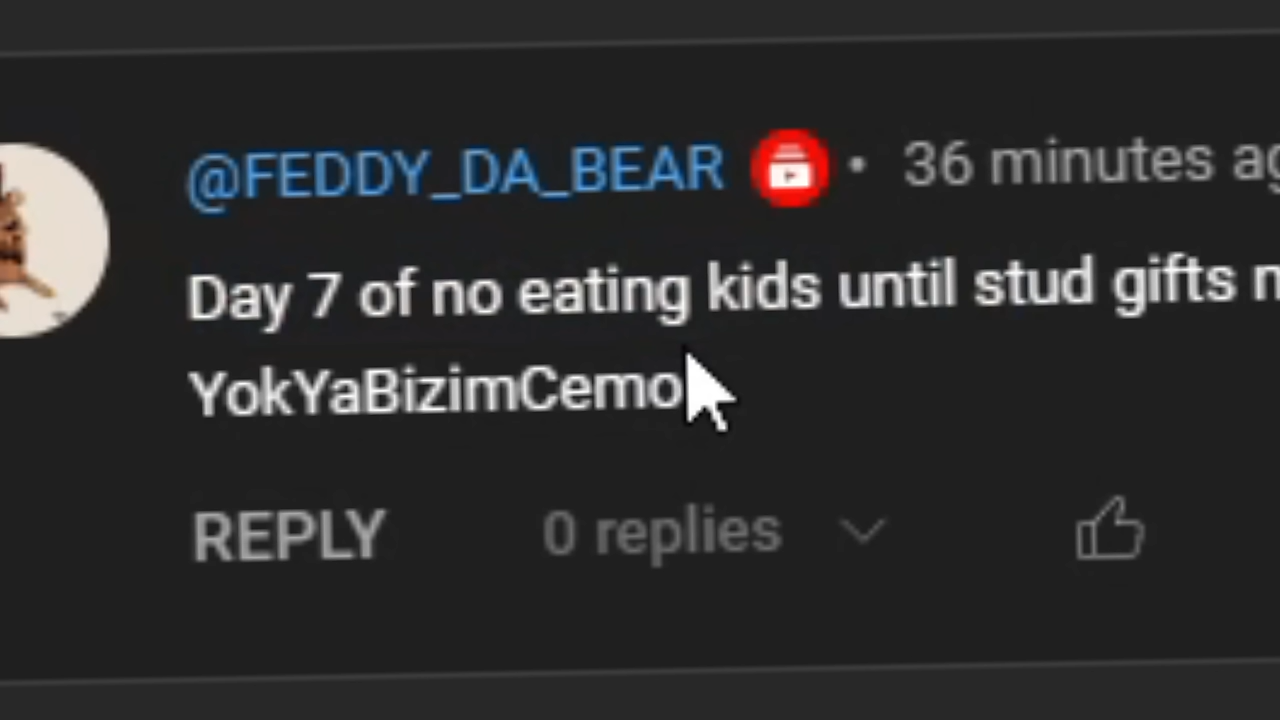 @FEDDY_DA_BEAR • 36 minutes
Day 7 of no eating kids until stud gifts
YokYaBizimCemo
REPLY 0 replies